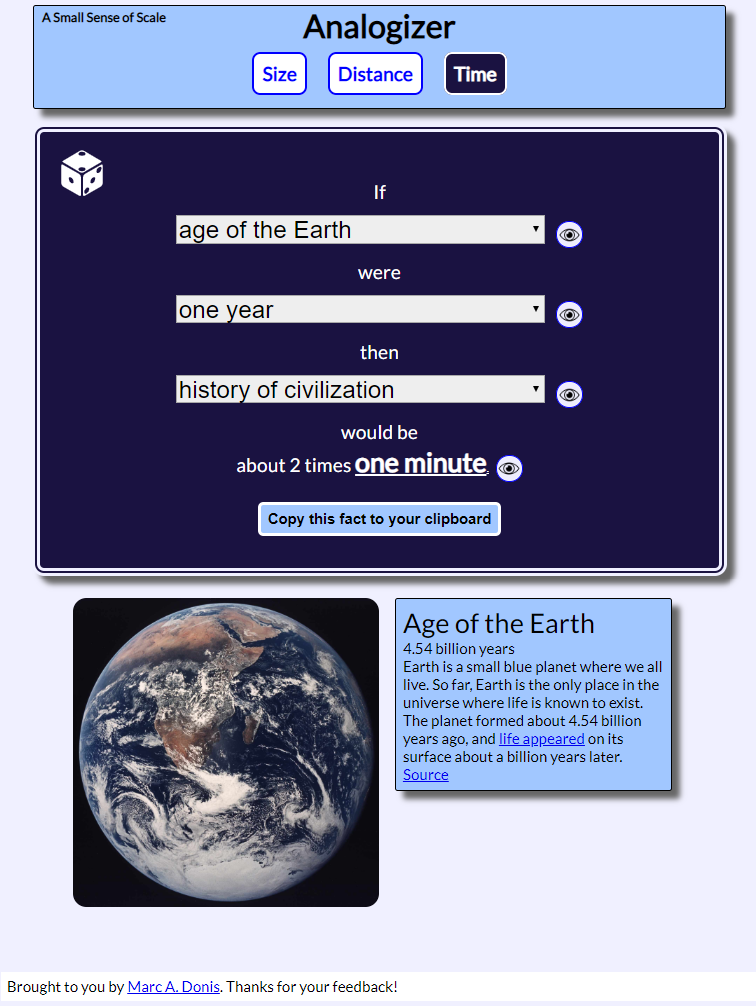 A Small Sense of Scale
Analogizer
Size Distance Time
If
age of the Earth
were
one year
then
history of civilization
would be
about 2 times one minute.
Copy this fact to your clipboard
Age of the Earth
4.54 billion years
Earth is a small blue planet where we all
live. So far, Earth is the only place in the
universe where life is known to exist.
The planet formed about 4.54 billion
years ago, and life appeared on its
surface about a billion years later.
Source
Brought to you by Marc A. Donis. Thanks for your feedback!